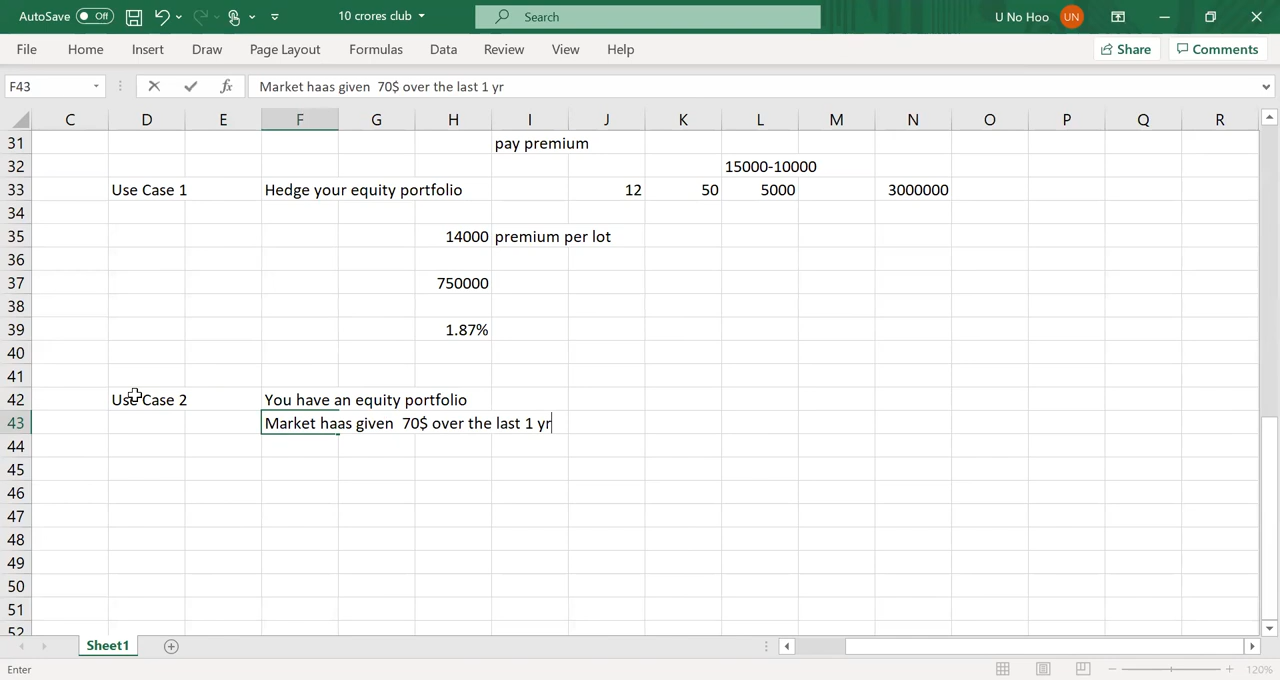 AutoSave Off 10 crores club Search U No Hoo UN
File Home Insert Draw Page Layout Formulas Data Review View Help Share Comments
F43 fx Market haas given  70$ over the last 1 yr
C D E F G H I J K L M N O P Q R
31 pay premium
32 15000-10000
33 Use Case 1 Hedge your equity portfolio 12 50 5000 3000000
34
35 14000 premium per lot
36
37 750000
38
39 1.87%
40
41
42 Use Case 2 You have an equity portfolio
43 Market haas given  70$ over the last 1 yr
44
45
46
47
48
49
50
51
52
Sheet1
Enter 120%